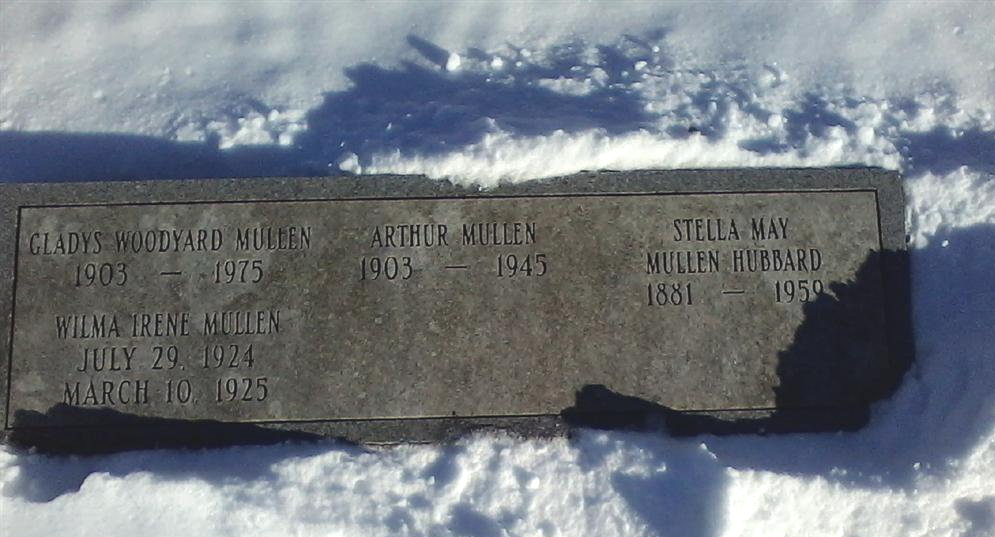 GLADYS WOODYARD MULLEN
1903 — 1975
WILMA IRENE MULLEN
JULY 29, 1924
MARCH 10, 1925
ARTHUR MULLEN
1903 — 1945
STELLA MAY
MULLEN HUBBARD
1881 — 1959